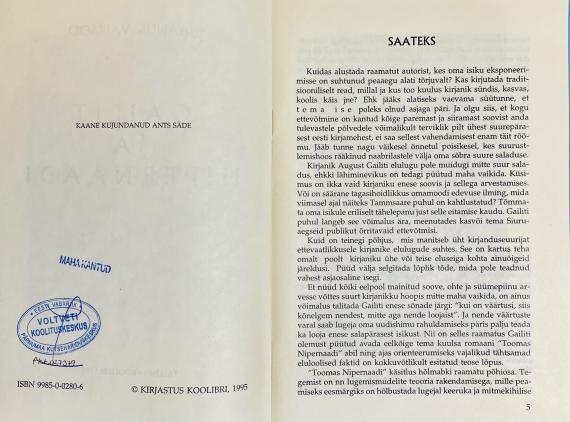 KAANE KUJUNDANUD ANTS SÄDE
MAHA KANTUD
EESTI VABARIIK
VOLTVETI
KOOLITUSKESKUS
PÄRNUMAA KUTSEHARIDUSKESKUS
ISBN 9985-0-0280-6
© KIRJASTUS KOOLIBRI, 1995
SAATEKS
Kuidas alustada raamatut autorist, kes oma isiku eksponeeri-
misse on suhtunud peaaegu alati tõrjuvalt? Kas kirjutada tradit-
siooniliselt read, millal ja kus too kuulus kirjanik sündis, kasvas,
koolis käis jne? Ehk jääks alatiseks vaevama süütunne, et
tema ise poleks olnud asjaga päri. Ja olgu siis, et kogu
ettevõtmine on kantud kõige paremast ja siiramast soovist anda
tulevastele põlvedele võimalikult terviklik pilt ühest suurepära-
sest eesti kirjamehest, ei saa sellest vahendamisest enam täit rõõ-
mu. Jääb tunne nagu väikesel õnnetul poisikesel, kes suurust-
lemishoos rääkinud naabrilastele välja oma sõbra suure saladuse.
Kirjanik August Gailiti elulugu pole muidugi mitte suur sala-
dus, ehkki lähiminevikus on tedagi püütud maha vaikida. Küsi-
mus on ikka vaid kirjaniku enese soovis ja sellega arvestamises.
Või on säärane tagasihoidlikkus omamoodi edevuse ilming, mida
viimasel ajal näiteks Tammsaare puhul on kahtlustatud? Tõmma-
ta oma isikule eriliselt tähelepanu just selle eitamise kaudu. Gailiti
puhul langeb see võimalus ära, meenutades kasvõi tema Siuru-
aegseid publikut õrritavaid ettevõtmisi.
Kuid on teinegi põhjus, mis manitseb üht kirjanduseuurijat
ettevaatlikkusele kirjanike elulugude suhtes. See on kartus teha
omalt poolt kirjaniku ühe või teise eluseiga kohta ainuõigeid
järeldusi. Püüd välja selgitada lõplik tõde, mida pole teadnud
vahest asjaosaline isegi.
Et nüüd kõiki eelpool mainitud soove, ohte ja süümepiinu ar-
vesse võttes suurt kirjanikku hoopis mitte maha vaikida, on ainus
võimalus talitada Gailiti enese sõnade järgi: "kui on väärtusi, siis
kõnelgem nendest, mitte aga nende loojaist". Ja nende väärtuste
varal saab lugeja oma uudishimu rahuldamiseks päris palju teada
ka looja enese salapärasest isikust. Nii on selles raamatus Gailiti
olemust püütud avada eelkõige tema kuulsa romaani "Toomas
Nipernaadi" abil ning ajas orienteerumiseks vajalikud tähtsamad
eluloolised faktid on kokkuvõtlikult esitatud teose lõpus.
"Toomas Nipernaadi" käsitlus hõlmabki raamatu põhiosa. Te-
gemist on nn lugemismudelite teooria rakendamisega, mille pea-
miseks eesmärgiks on hõlbustada lugejal keeruka ja mitmekihilise
5